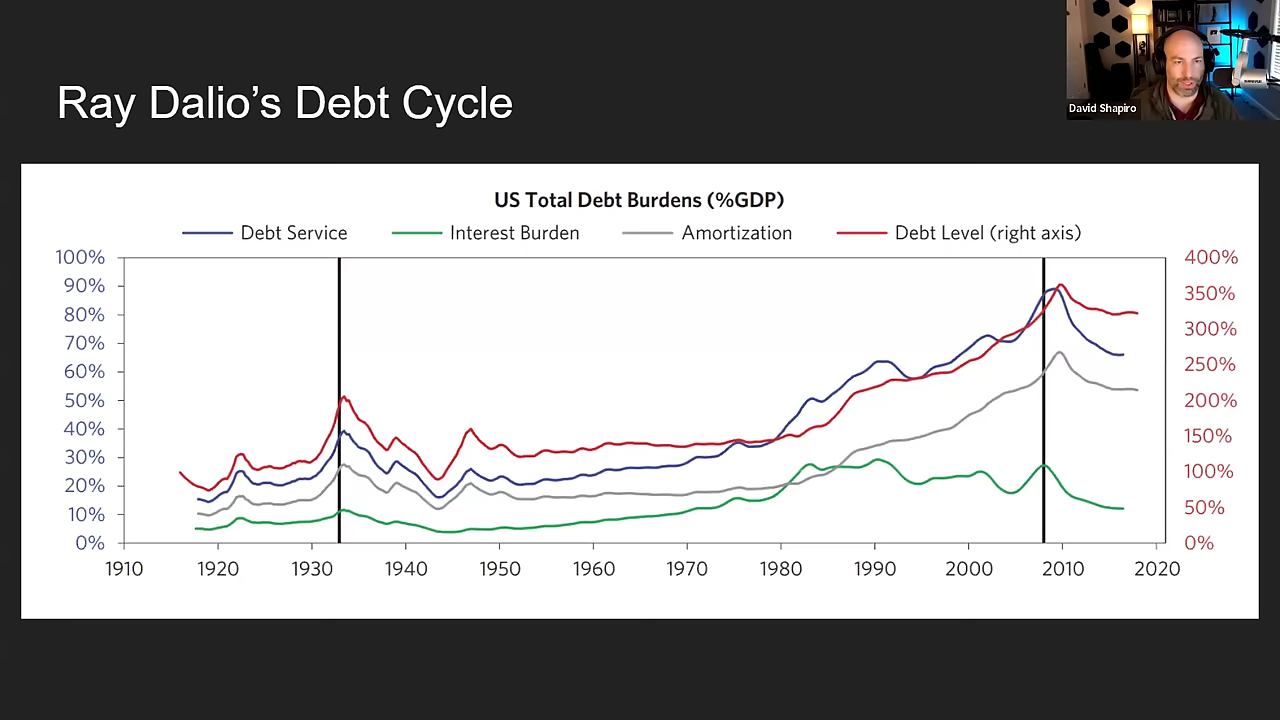 Ray Dalio's Debt Cycle
David Shapiro
US Total Debt Burdens (%GDP)
Debt Service Interest Burden Amortization Debt Level (right axis)
100% 400%
90% 350%
80% 300%
70% 250%
60% 200%
50% 150%
40% 100%
30% 50%
20% 0%
10%
0%
1910 1920 1930 1940 1950 1960 1970 1980 1990 2000 2010 2020